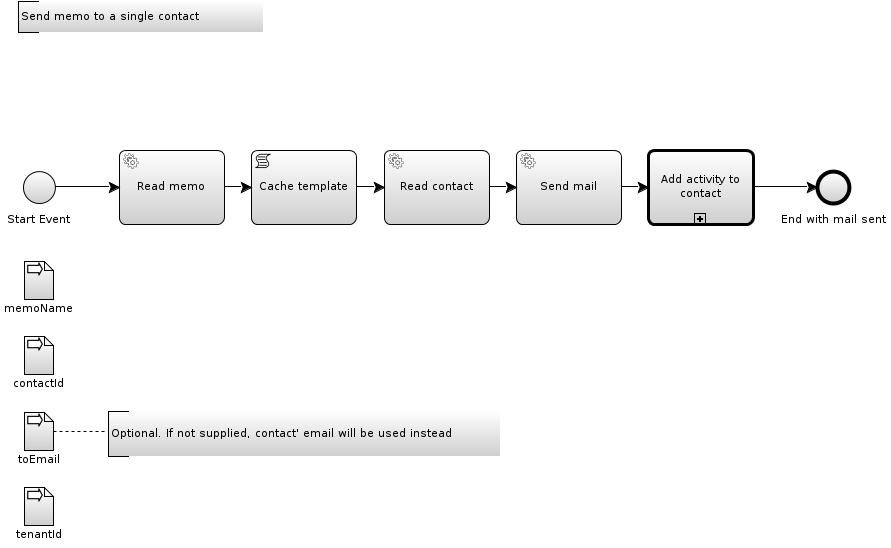 Send memo to a single contact
Read memo
Cache template
Read contact
Send mail
Add activity to
contact
Start Event
End with mail sent
memoName
contactId
Optional. If not supplied, contact' email will be used instead
toEmail
tenantId